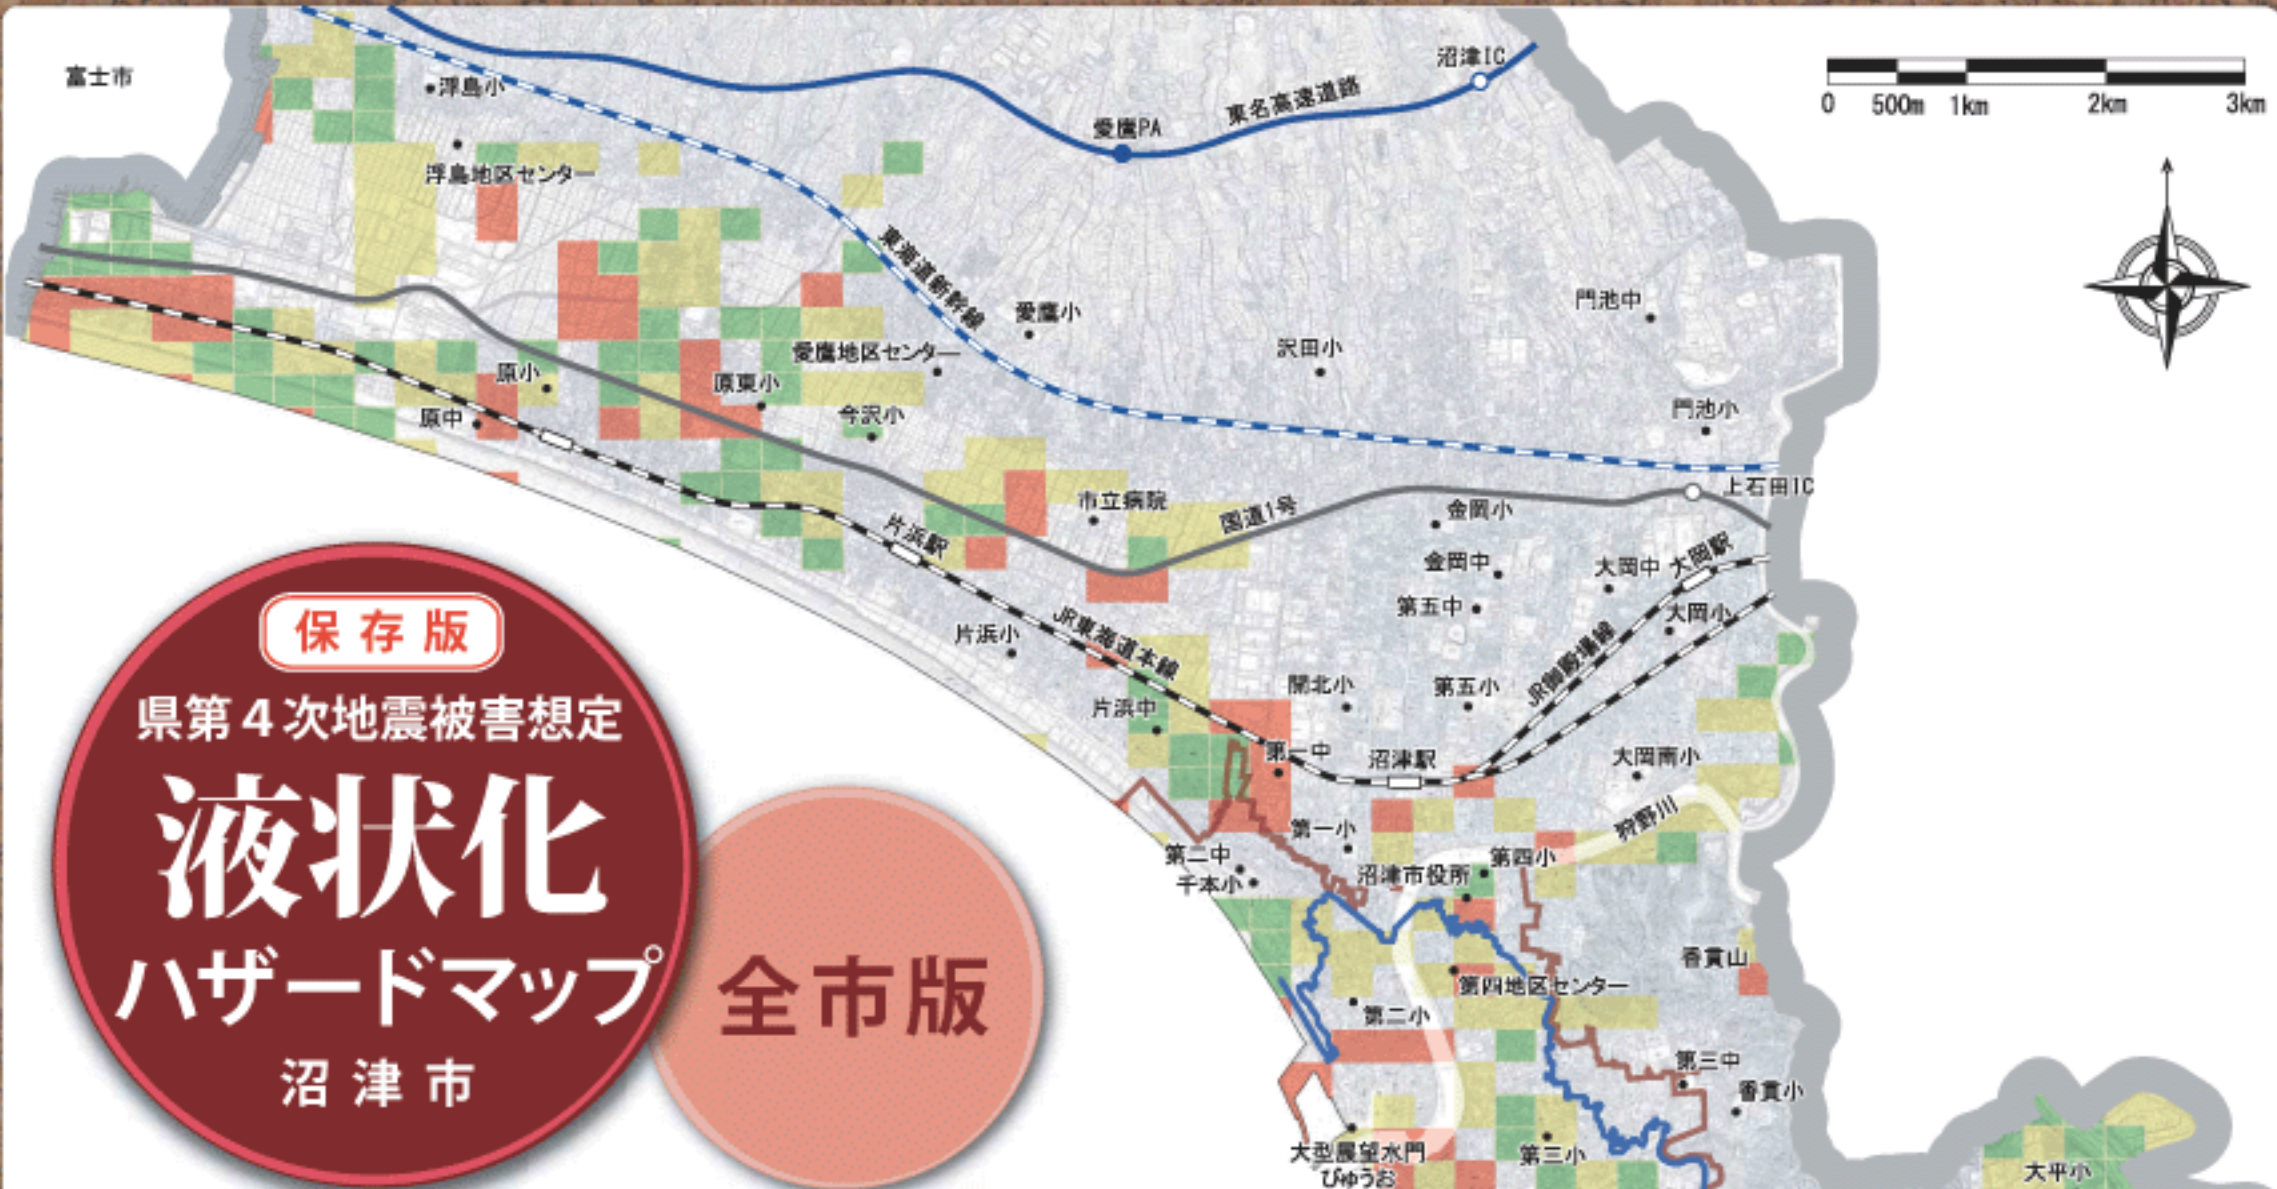 富士市
浮島小
浮島地区センター
沼津IC
東名高速道路
愛鷹PA
0 500m 1km 2km 3km
東海道新幹線
愛鷹小
沢田小
門池中
門池小
愛鷹地区センター
原小
原東小
原中
今沢小
上石田IC
市立病院
国道1号
金岡小
片浜駅
金岡中
大岡中
大岡駅
第五中
大岡小
片浜小
JR東海道本線
JR御殿場線
開北小
第五小
片浜中
第一中
沼津駅
大岡南小
狩野川
第一小
第二中
千本小
沼津市役所
第四小
香貫山
第四地区センター
第二小
第三中
香貫小
大型展望水門
びゅうお
第三小
大平小
保存版
県第4次地震被害想定
液状化
ハザードマップ
沼津市
全市版